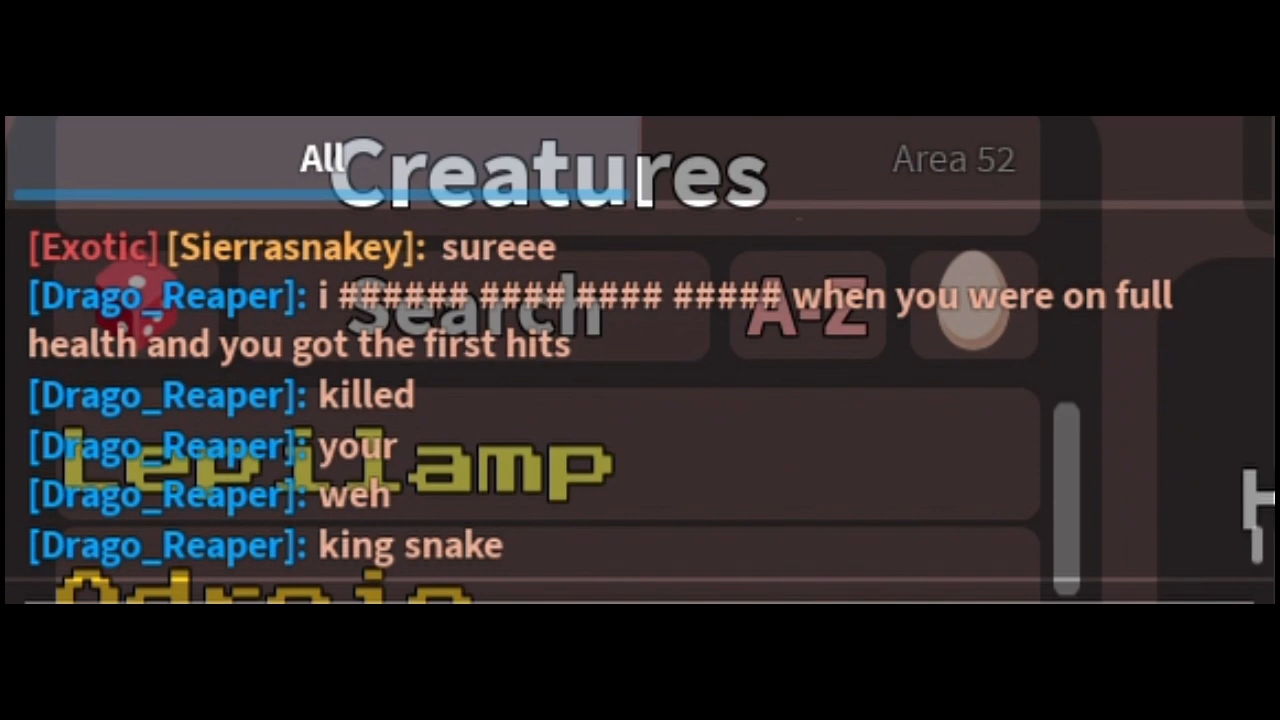 All
Creatures
Area 52
[Exotic] [Sierrasnakey]: sureee
[Drago_Reaper]: i ###### #### #### ##### when you were on full
Search
A-Z
health and you got the first hits
[Drago_Reaper]: killed
[Drago_Reaper]: your
Levilamp
[Drago_Reaper]: weh
[Drago_Reaper]: king snake